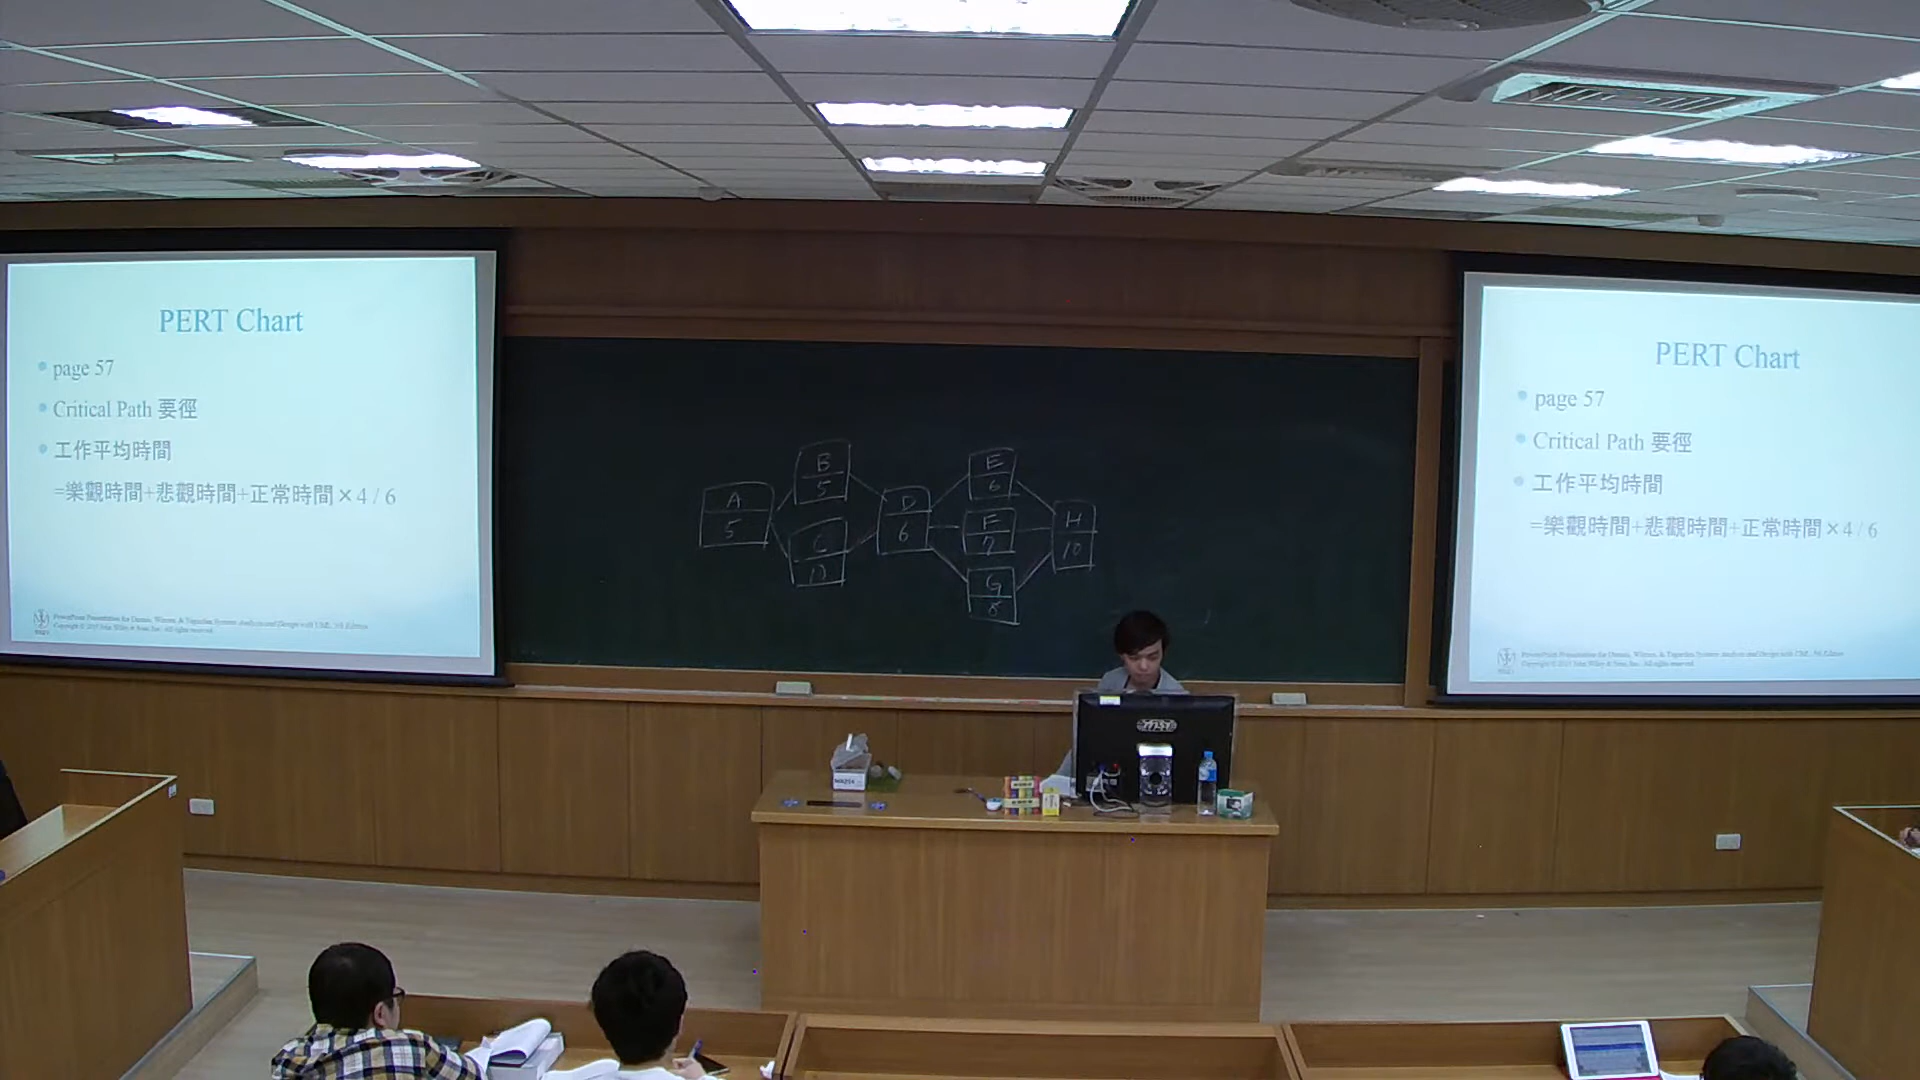 PERT Chart
page 57
Critical Path 要徑
工作平均時間
=樂觀時間+悲觀時間+正常時間×4 / 6
A
5
B
5
C
D
6
E
6
F
7
G
8
H
10
PERT Chart
page 57
Critical Path 要徑
工作平均時間
=樂觀時間+悲觀時間+正常時間×4 / 6